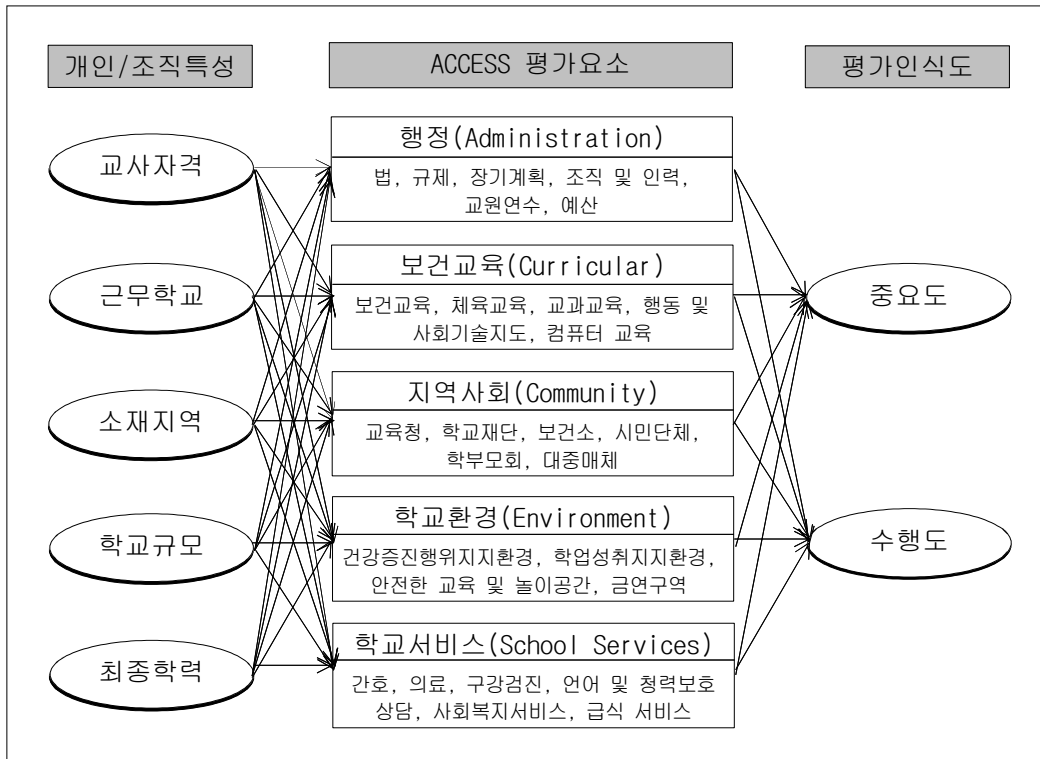 개인/조직특성
ACCESS 평가요소
평가인식도
교사자격
근무학교
소재지역
학교규모
최종학력
행정(Administration)
법, 규제, 장기계획, 조직 및 인력,
교원연수, 예산
보건교육(Curricular)
보건교육, 체육교육, 교과교육, 행동 및
사회기술지도, 컴퓨터 교육
지역사회(Community)
교육청, 학교재단, 보건소, 시민단체,
학부모회, 대중매체
학교환경(Environment)
건강증진행위지지환경, 학업성취지지환경,
안전한 교육 및 놀이공간, 금연구역
학교서비스(School Services)
간호, 의료, 구강검진, 언어 및 청력보호
상담, 사회복지서비스, 급식 서비스
중요도
수행도